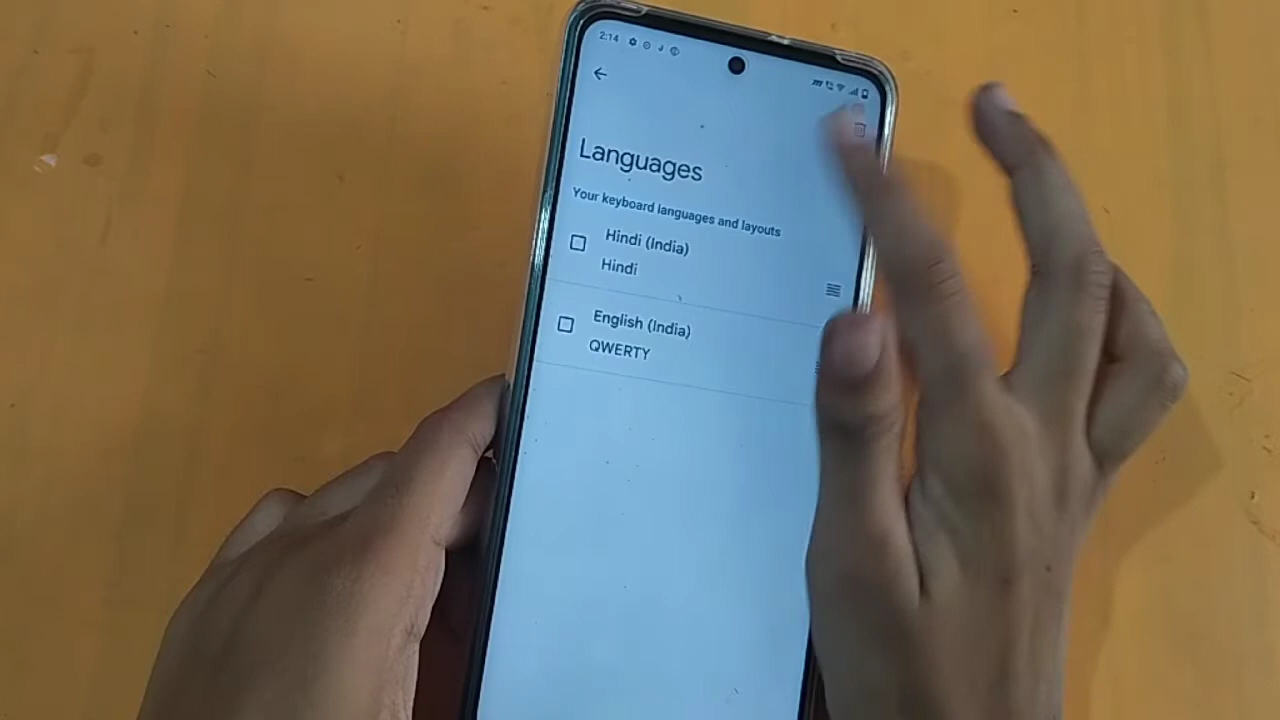 2:14
Languages
Your keyboard languages and layouts
Hindi (India)
Hindi
English (India)
QWERTY